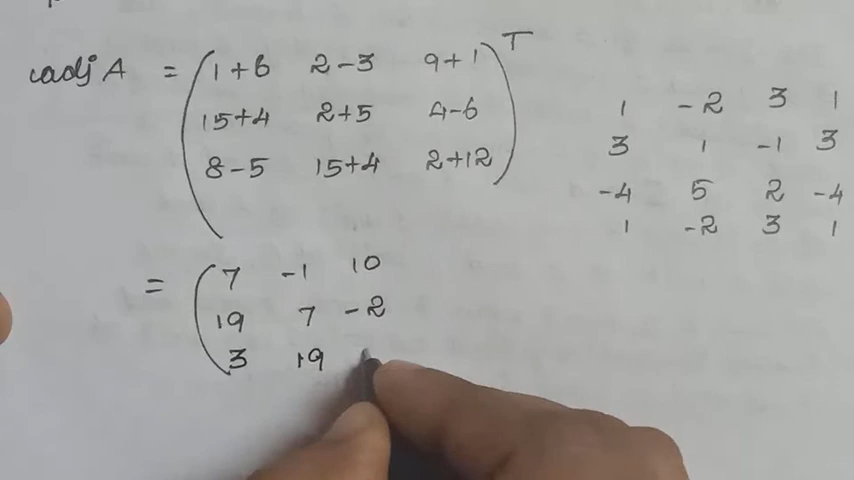 adj A = (1+6 2-3 9+1)T
15+4 2+5 4-6
8-5 15+4 2+12
1 -2 3 1
3 1 -1 3
-4 5 2 -4
1 -2 3 1
= (7 -1 10
19 7 -2
3 19